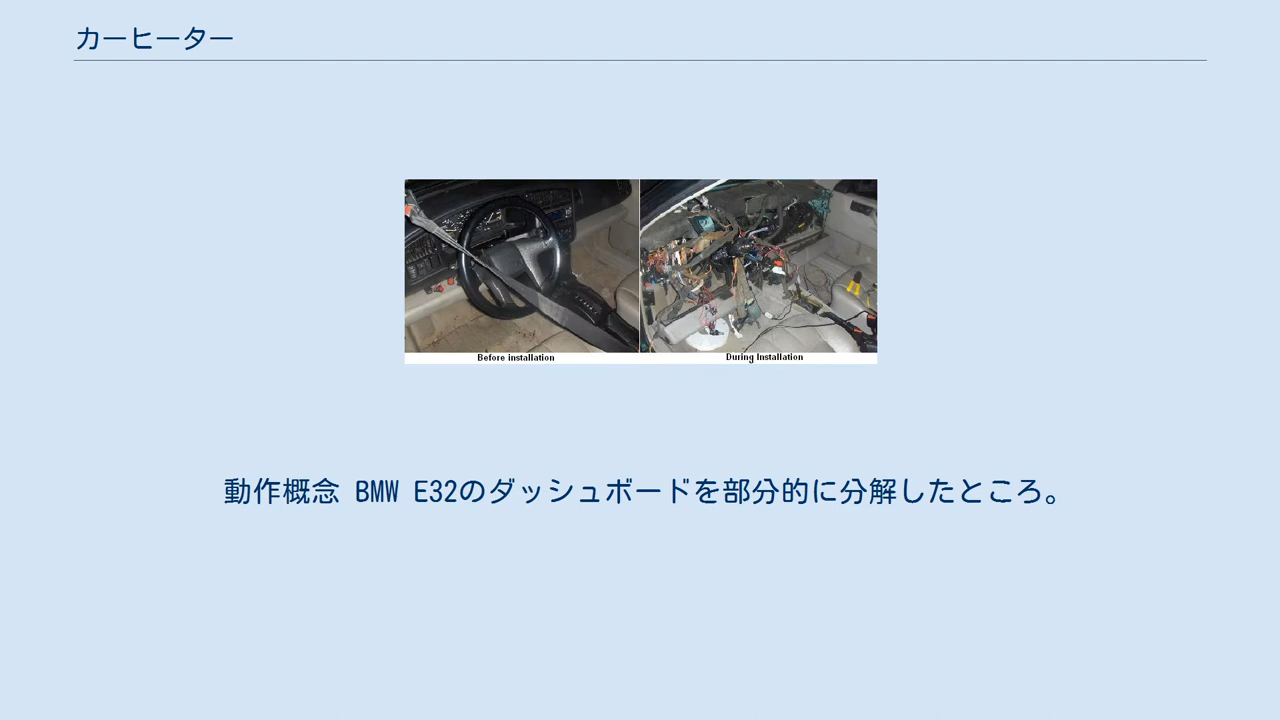 カーヒーター
Before installation
During Installation
動作概念 BMW E32のダッシュボードを部分的に分解したところ。